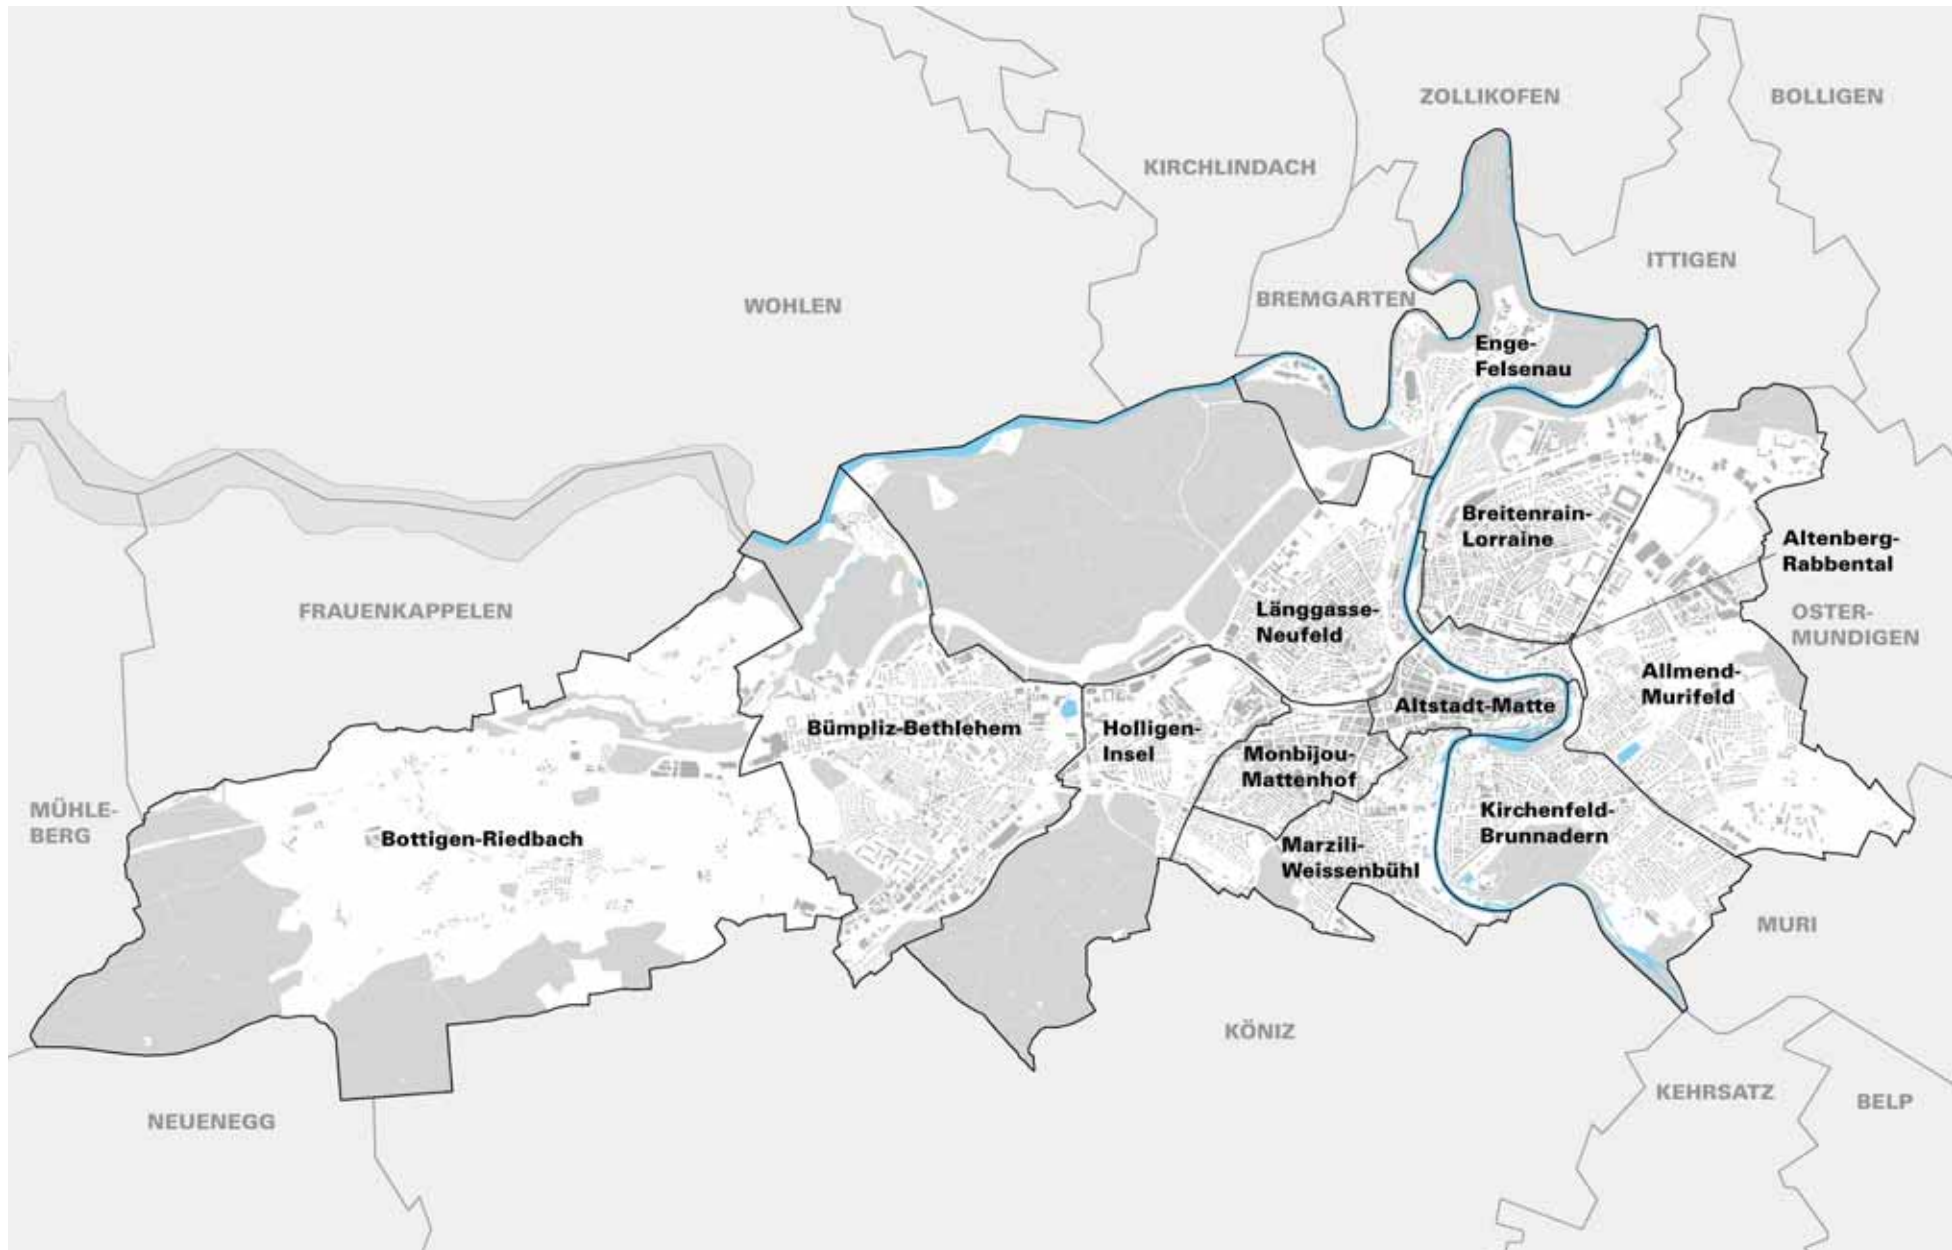 ZOLLIKOFEN
BOLLIGEN
KIRCHLINDACH
ITTIGEN
BREMGARTEN
WOHLEN
Enge-
Felsenau
Breitenrain-
Lorraine
Altenberg-
Rabbental
FRAUENKAPPELEN
Länggasse-
Neufeld
OSTER-
MUNDIGEN
Allmend-
Murifeld
Altstadt-Matte
Bümpliz-Bethlehem
Holligen-
Insel
Monbijou-
Mattenhof
MÜHLE-
BERG
Bottigen-Riedbach
Kirchenfeld-
Brunnadern
Marzili-
Weissenbühl
MURI
KÖNIZ
KEHRSATZ
BELP
NEUENEGG